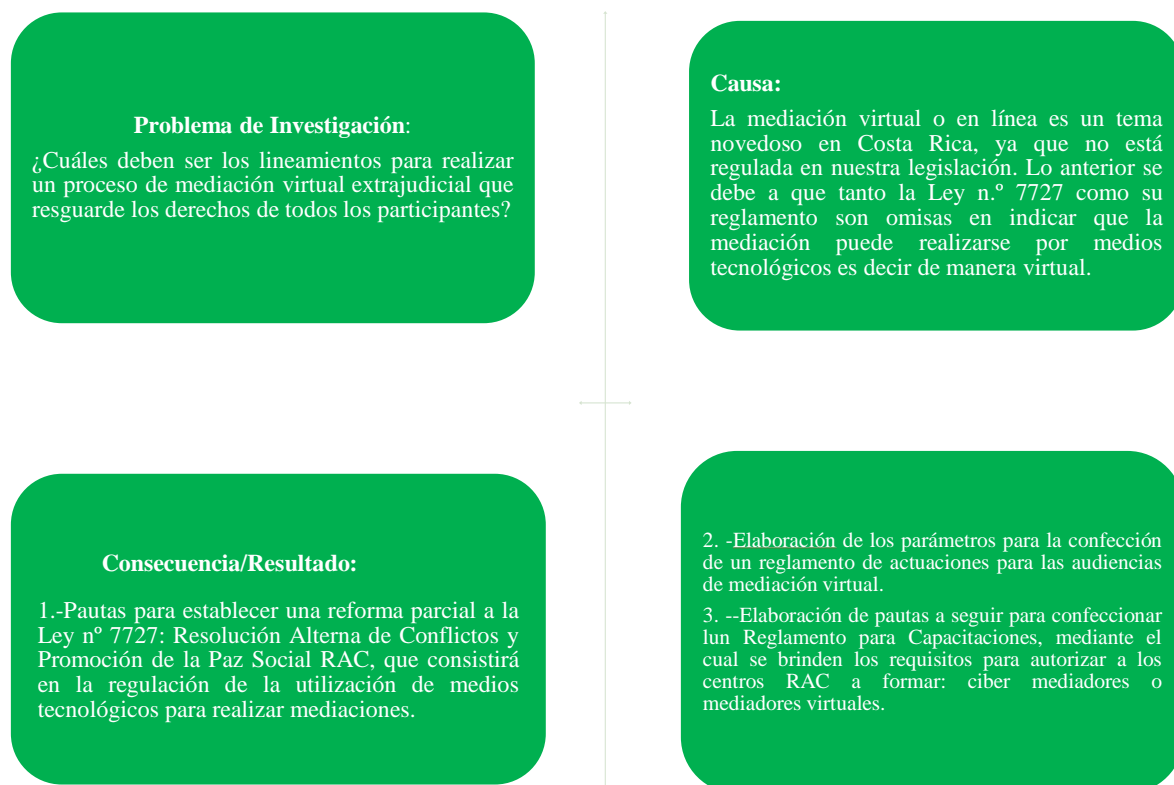 Problema de Investigación:
¿Cuáles deben ser los lineamientos para realizar
un proceso de mediación virtual extrajudicial que
resguarde los derechos de todos los participantes?
Causa:
La mediación virtual o en línea es un tema
novedoso en Costa Rica, ya que no está
regulada en nuestra legislación. Lo anterior se
debe a que tanto la Ley n.º 7727 como su
reglamento son omisas en indicar que la
mediación puede realizarse por medios
tecnológicos es decir de manera virtual.
Consecuencia/Resultado:
1.-Pautas para establecer una reforma parcial a la
Ley nº 7727: Resolución Alterna de Conflictos y
Promoción de la Paz Social RAC, que consistirá
en la regulación de la utilización de medios
tecnológicos para realizar mediaciones.
2. -Elaboración de los parámetros para la confección
de un reglamento de actuaciones para las audiencias
de mediación virtual.
3. --Elaboración de pautas a seguir para confeccionar
lun Reglamento para Capacitaciones, mediante el
cual se brinden los requisitos para autorizar a los
centros RAC a formar: ciber mediadores o
mediadores virtuales.